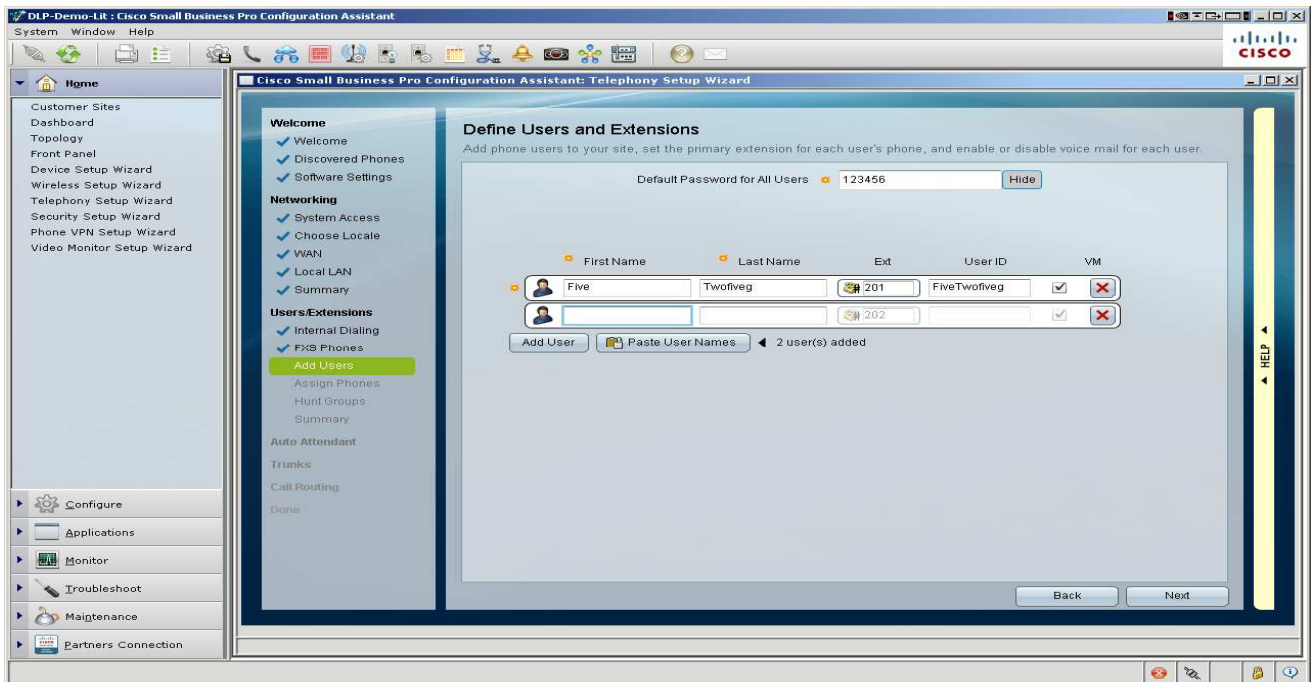 DLP-Demo-Lit : Cisco Small Business Pro Configuration Assistant
System Window Help
CISCO
Home
Customer Sites
Dashboard
Topology
Front Panel
Device Setup Wizard
Wireless Setup Wizard
Telephony Setup Wizard
Security Setup Wizard
Phone VPN Setup Wizard
Video Monitor Setup Wizard
Configure
Applications
Monitor
Troubleshoot
Maintenance
Partners Connection
Cisco Small Business Pro Configuration Assistant: Telephony Setup Wizard
Welcome
Welcome
Discovered Phones
Software Settings
Networking
System Access
Choose Locale
WAN
Local LAN
Summary
Users/Extensions
Internal Dialing
FXS Phones
Add Users
Assign Phones
Hunt Groups
Summary
Auto Attendant
Trunks
Call Routing
Done
Define Users and Extensions
Add phone users to your site, set the primary extension for each user's phone, and enable or disable voice mail for each user.
Default Password for All Users 123456 Hide
First Name Last Name Ext User ID VM
Five Twofiveg # 201 FiveTwofiveg
# 202
Add User Paste User Names 2 user(s) added
Back Next
HELP